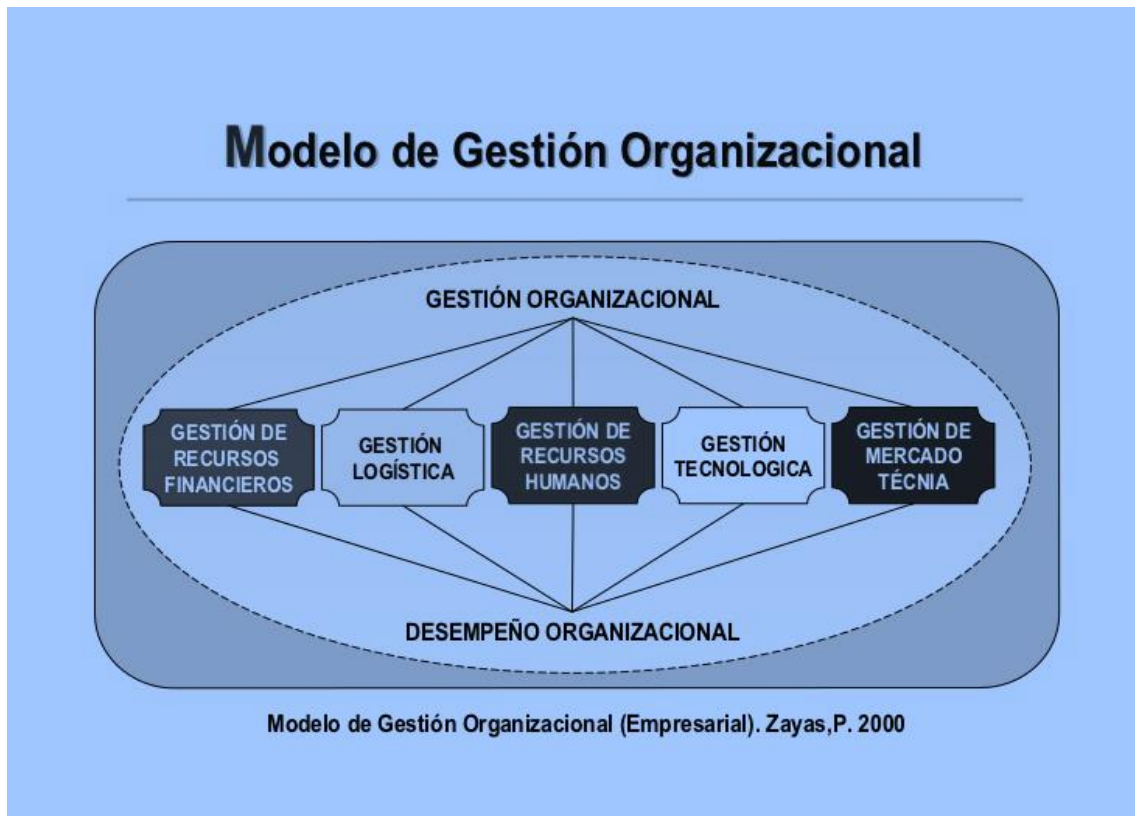 Modelo de Gestión Organizacional
GESTIÓN ORGANIZACIONAL
GESTIÓN DE
RECURSOS
FINANCIEROS
GESTIÓN
LOGÍSTICA
GESTIÓN DE
RECURSOS
HUMANOS
GESTIÓN
TECNOLOGICA
GESTIÓN DE
MERCADO
TÉCNIA
DESEMPEÑO ORGANIZACIONAL
Modelo de Gestión Organizacional (Empresarial). Zayas,P. 2000